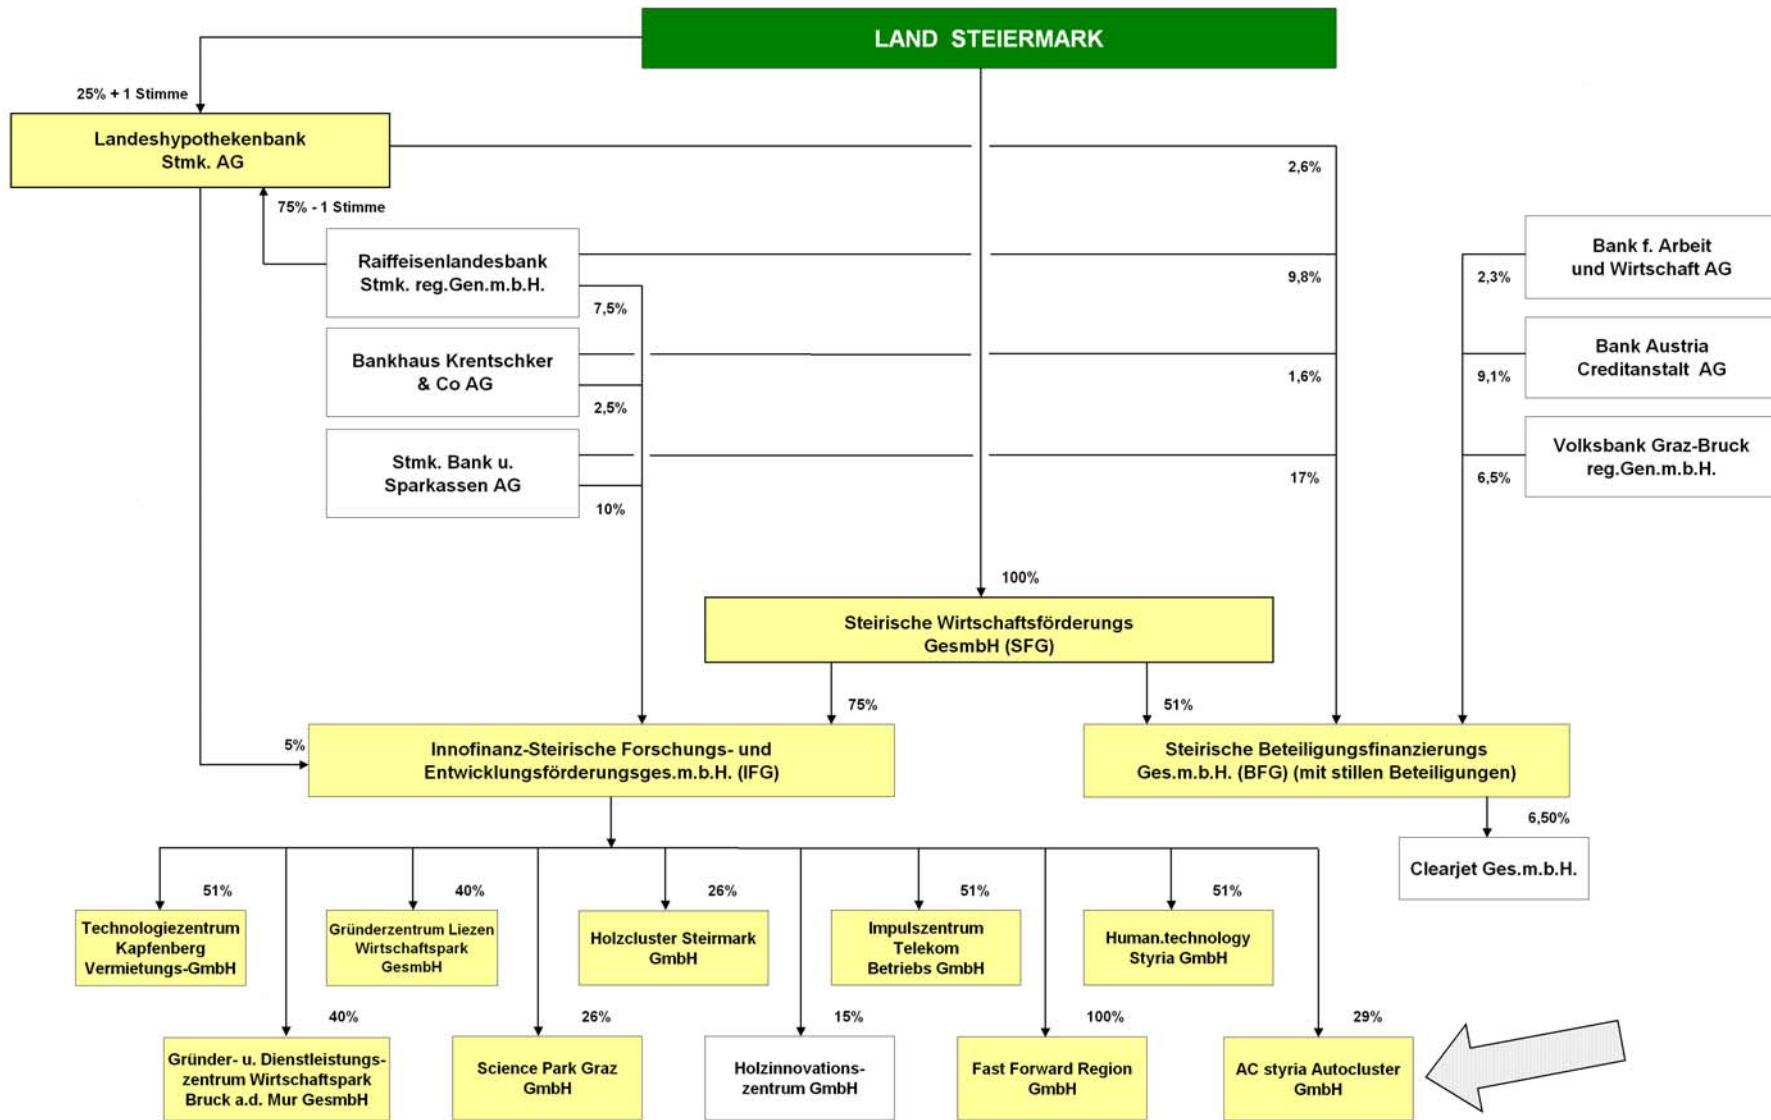 LAND STEIERMARK
25% + 1 Stimme
Landeshypothekenbank
Stmk. AG
2,6%
75% - 1 Stimme
Raiffeisenlandesbank
Stmk. reg.Gen.m.b.H.
9,8%
7,5%
Bank f. Arbeit
und Wirtschaft AG
2,3%
Bankhaus Krentschker
& Co AG
1,6%
2,5%
Bank Austria
Creditanstalt AG
9,1%
Stmk. Bank u.
Sparkassen AG
17%
10%
Volksbank Graz-Bruck
reg.Gen.m.b.H.
6,5%
100%
Steirische Wirtschaftsförderungs
GesmbH (SFG)
75%
51%
5%
Innofinanz-Steirische Forschungs- und
Entwicklungsförderungsges.m.b.H. (IFG)
Steirische Beteiligungsfinanzierungs
Ges.m.b.H. (BFG) (mit stillen Beteiligungen)
6,50%
Clearjet Ges.m.b.H.
51%
Technologiezentrum
Kapfenberg
Vermietungs-GmbH
40%
Gründerzentrum Liezen
Wirtschaftspark
GesmbH
26%
Holzcluster Steirmark
GmbH
51%
Impulszentrum
Telekom
Betriebs GmbH
51%
Human.technology
Styria GmbH
40%
Gründer- u. Dienstleistungs-
zentrum Wirtschaftspark
Bruck a.d. Mur GesmbH
26%
Science Park Graz
GmbH
15%
Holzinnovations-
zentrum GmbH
100%
Fast Forward Region
GmbH
29%
AC styria Autocluster
GmbH